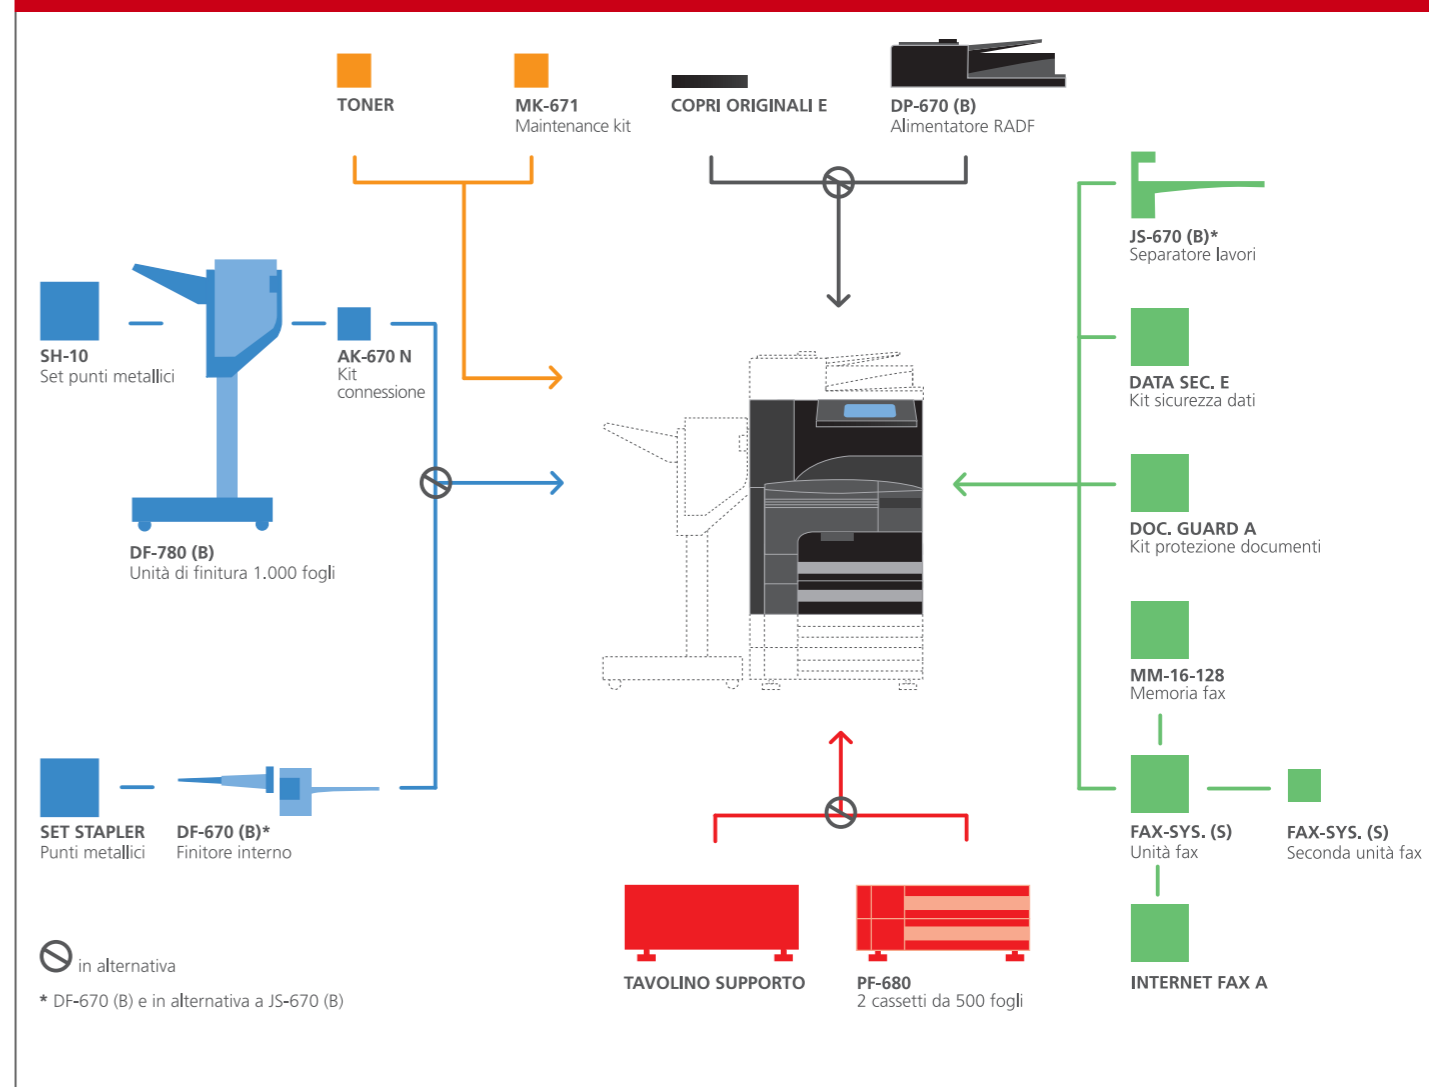 TONER
MK-671
Maintenance kit
COPRI ORIGINALI E
DP-670 (B)
Alimentatore RADF
JS-670 (B)*
Separatore lavori
SH-10
Set punti metallici
AK-670 N
Kit
connessione
DATA SEC. E
Kit sicurezza dati
DF-780 (B)
Unità di finitura 1.000 fogli
DOC. GUARD A
Kit protezione documenti
MM-16-128
Memoria fax
SET STAPLER
Punti metallici
DF-670 (B)*
Finitore interno
FAX-SYS. (S)
Unità fax
FAX-SYS. (S)
Seconda unità fax
in alternativa
* DF-670 (B) e in alternativa a JS-670 (B)
TAVOLINO SUPPORTO
PF-680
2 cassetti da 500 fogli
INTERNET FAX A